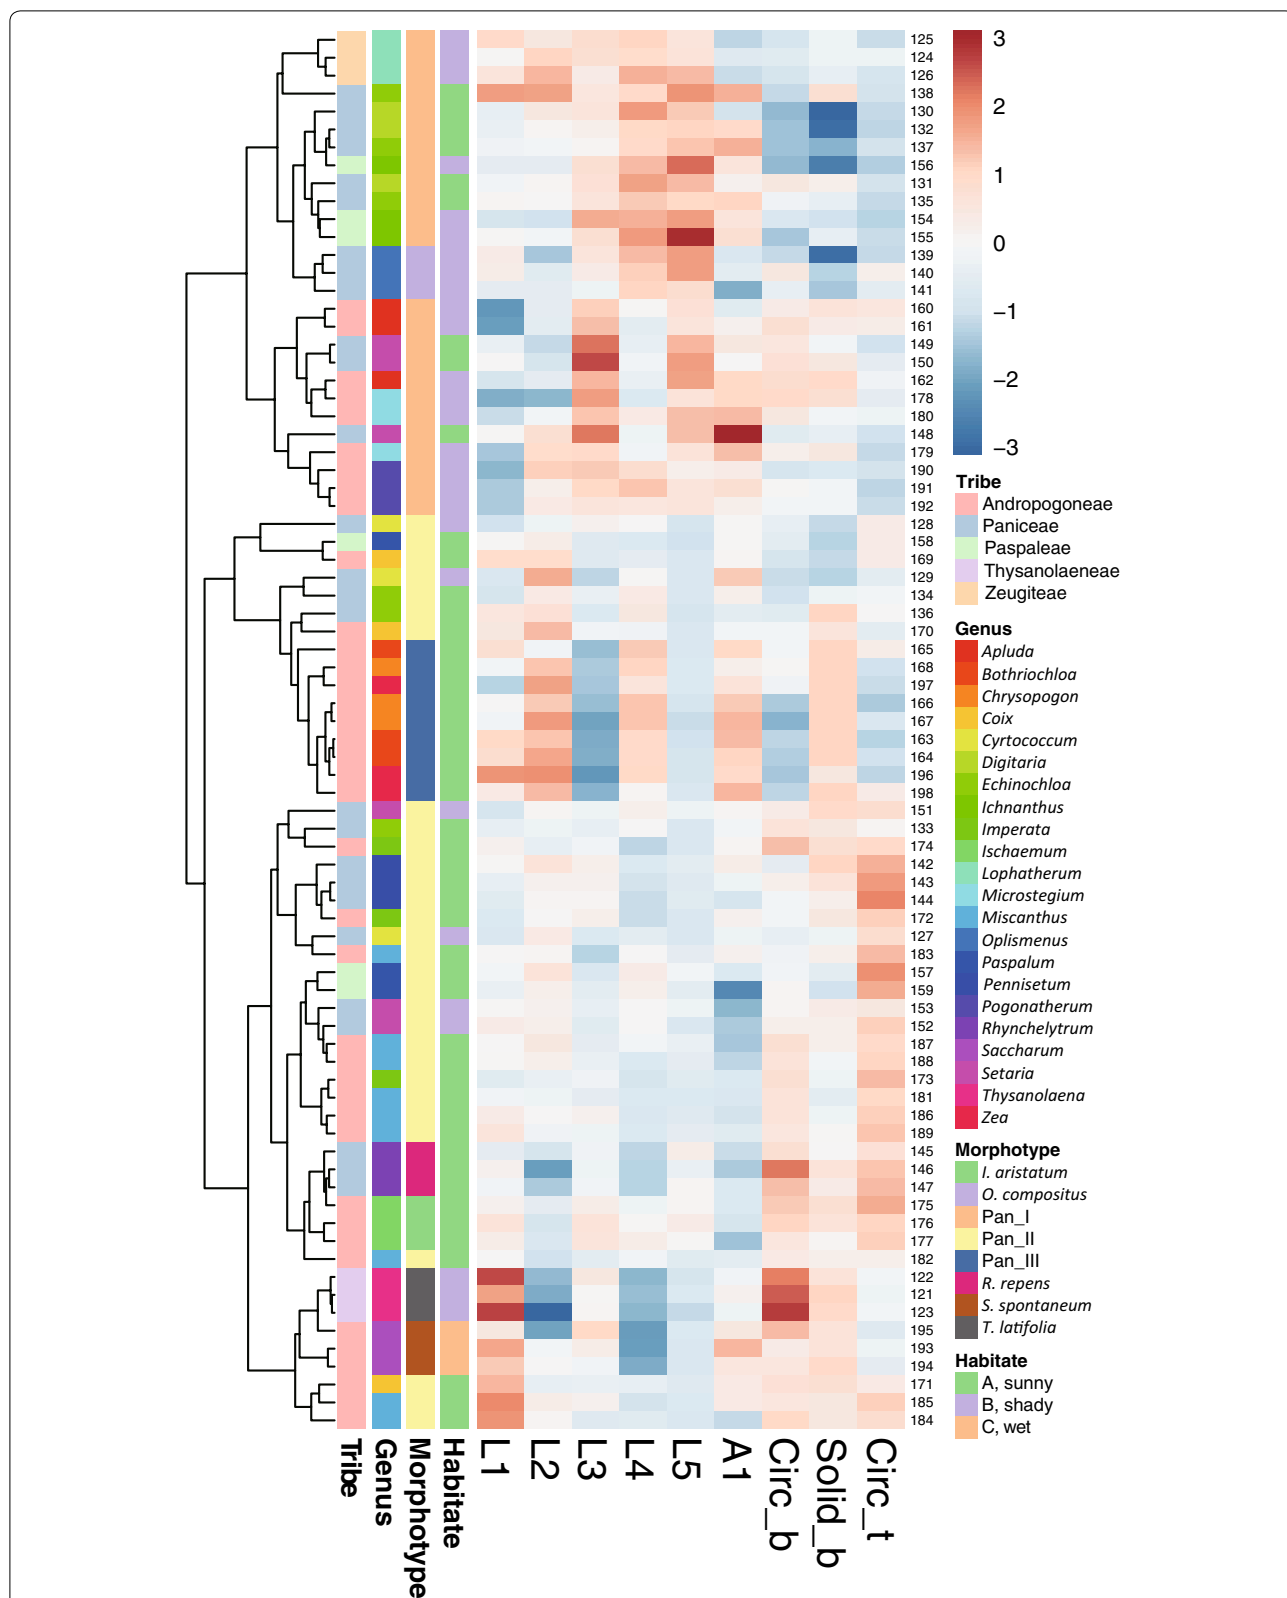 125
124
126
138
130
132
137
156
131
135
154
155
139
140
141
160
161
149
150
162
178
180
148
179
190
191
192
128
158
169
129
134
136
170
165
168
197
166
167
163
164
196
198
151
133
174
142
143
144
172
127
183
157
159
153
152
187
188
173
181
186
189
145
146
147
175
176
177
182
122
121
123
195
193
194
171
185
184
Tribe
Genus
Morphotype
Habitate
L1
L2
L3
L4
L5
A1
Circ_b
Solid_b
Circ_t
3
2
1
0
−1
−2
−3
Tribe
Andropogoneae
Paniceae
Paspaleae
Thysanolaeneae
Zeugiteae
Genus
Apluda
Bothriochloa
Chrysopogon
Coix
Cyrtococcum
Digitaria
Echinochloa
Ichnanthus
Imperata
Ischaemum
Lophatherum
Microstegium
Miscanthus
Oplismenus
Paspalum
Pennisetum
Pogonatherum
Rhynchelytrum
Saccharum
Setaria
Thysanolaena
Zea
Morphotype
I. aristatum
O. compositus
Pan_I
Pan_II
Pan_III
R. repens
S. spontaneum
T. latifolia
Habitate
A, sunny
B, shady
C, wet